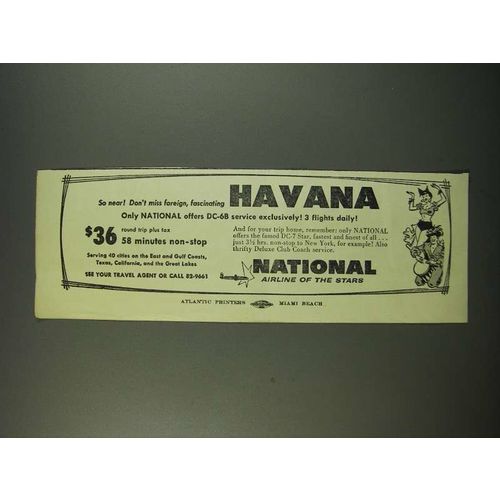 So near! Don't miss foreign, fascinating HAVANA
Only NATIONAL offers DC-6B service exclusively! 3 flights daily!
$36 round trip plus tax
58 minutes non-stop
Serving 40 cities on the East and Gulf Coasts,
Texas, California, and the Great Lakes
SEE YOUR TRAVEL AGENT OR CALL 82-9661
And for your trip home, remember: only NATIONAL
offers the famed DC-7 Star, fastest and finest of all...
just 3½ hrs. non-stop to New York, for example! Also
thrifty Deluxe Club Coach service.
NATIONAL
AIRLINE OF THE STARS
ATLANTIC PRINTERS MIAMI BEACH